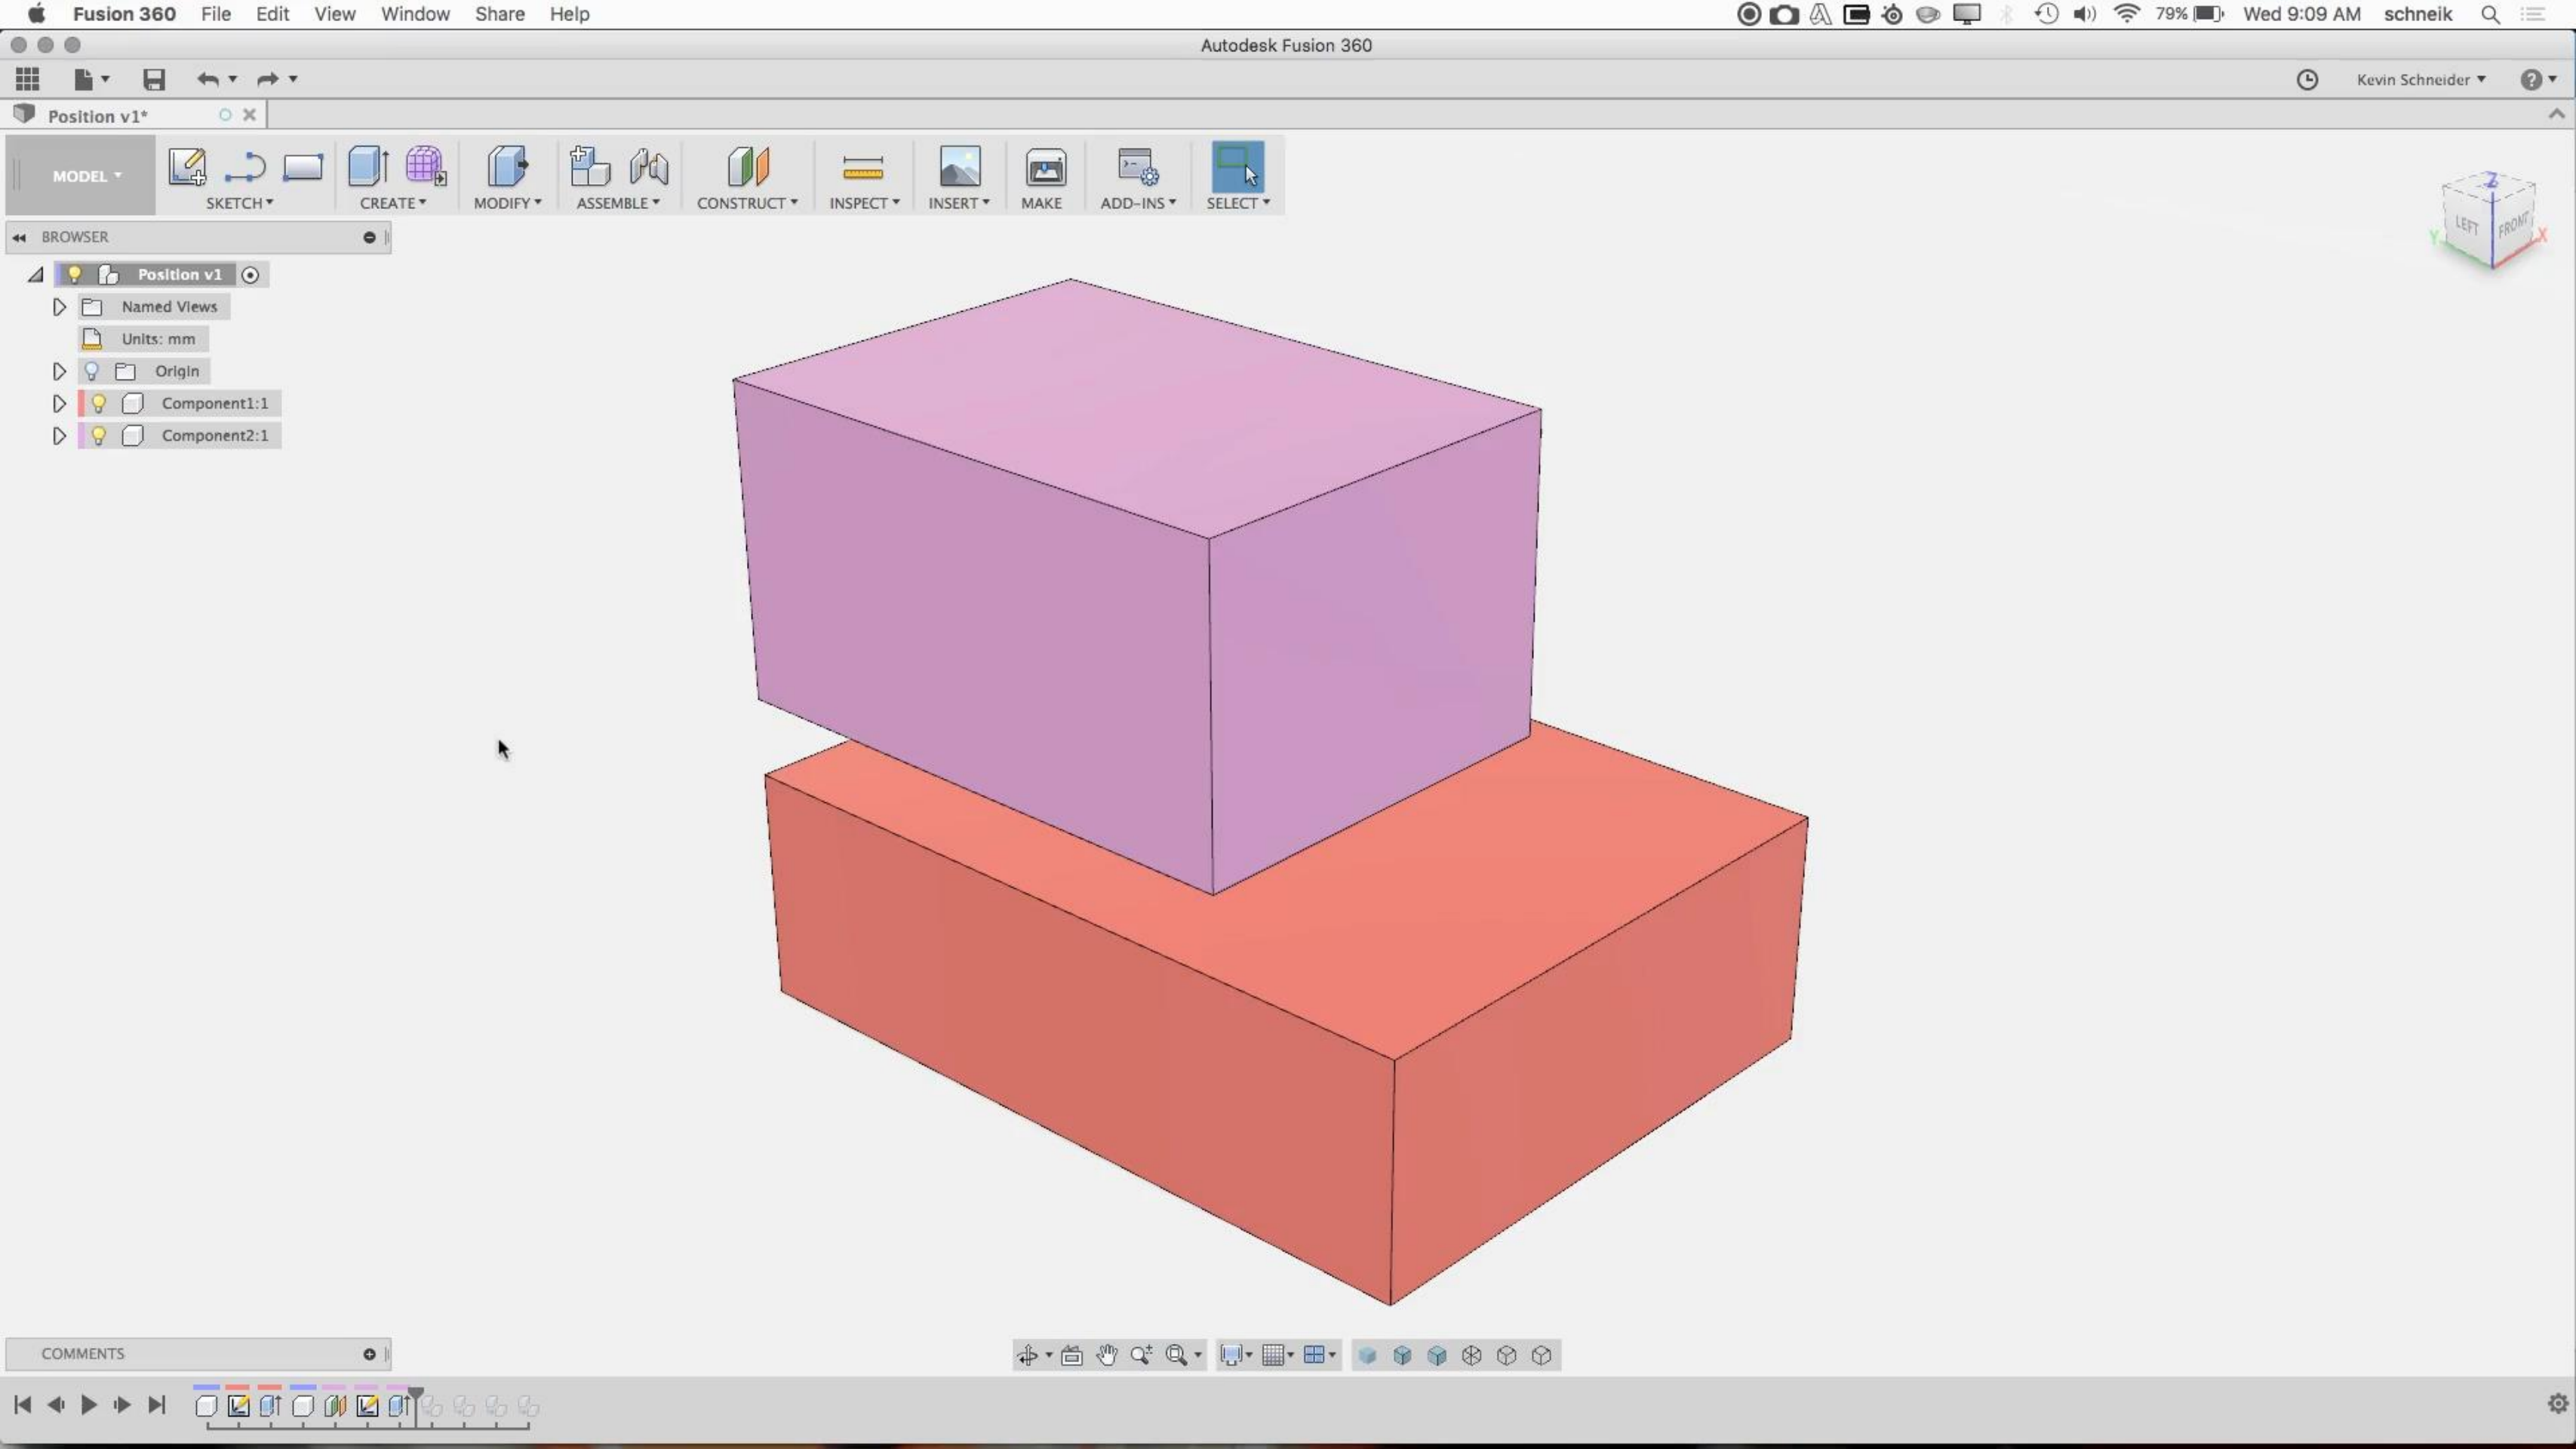 Fusion 360 File Edit View Window Share Help 79% Wed 9:09 AM schneik
Autodesk Fusion 360
Kevin Schneider
Position v1*
MODEL
SKETCH CREATE MODIFY ASSEMBLE CONSTRUCT INSPECT INSERT MAKE ADD-INS SELECT
BROWSER
Position v1
Named Views
Units: mm
Origin
Component1:1
Component2:1
Z
LEFT FRONT
Y X
COMMENTS